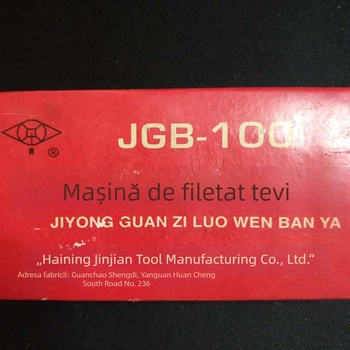 JGB-100
Mașină de filetat tevi
JIYONG GUAN ZI LUO WEN BAN YA
„Haining Jinjian Tool Manufacturing Co., Ltd.“
Adresa fabricii: Guanchao Shengdi, Yanguan Huan Cheng
South Road No. 236
®